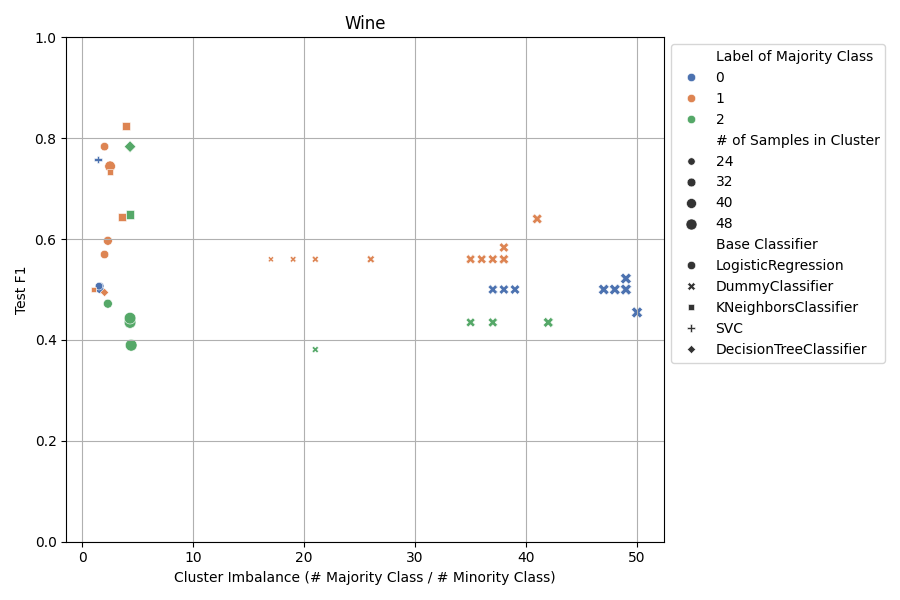 Wine
1.0
0.8
0.6
0.4
0.2
0.0
Test F1
0
10
20
30
40
50
Cluster Imbalance (# Majority Class / # Minority Class)
Label of Majority Class
0
1
2
# of Samples in Cluster
24
32
40
48
Base Classifier
LogisticRegression
DummyClassifier
KNeighborsClassifier
SVC
DecisionTreeClassifier